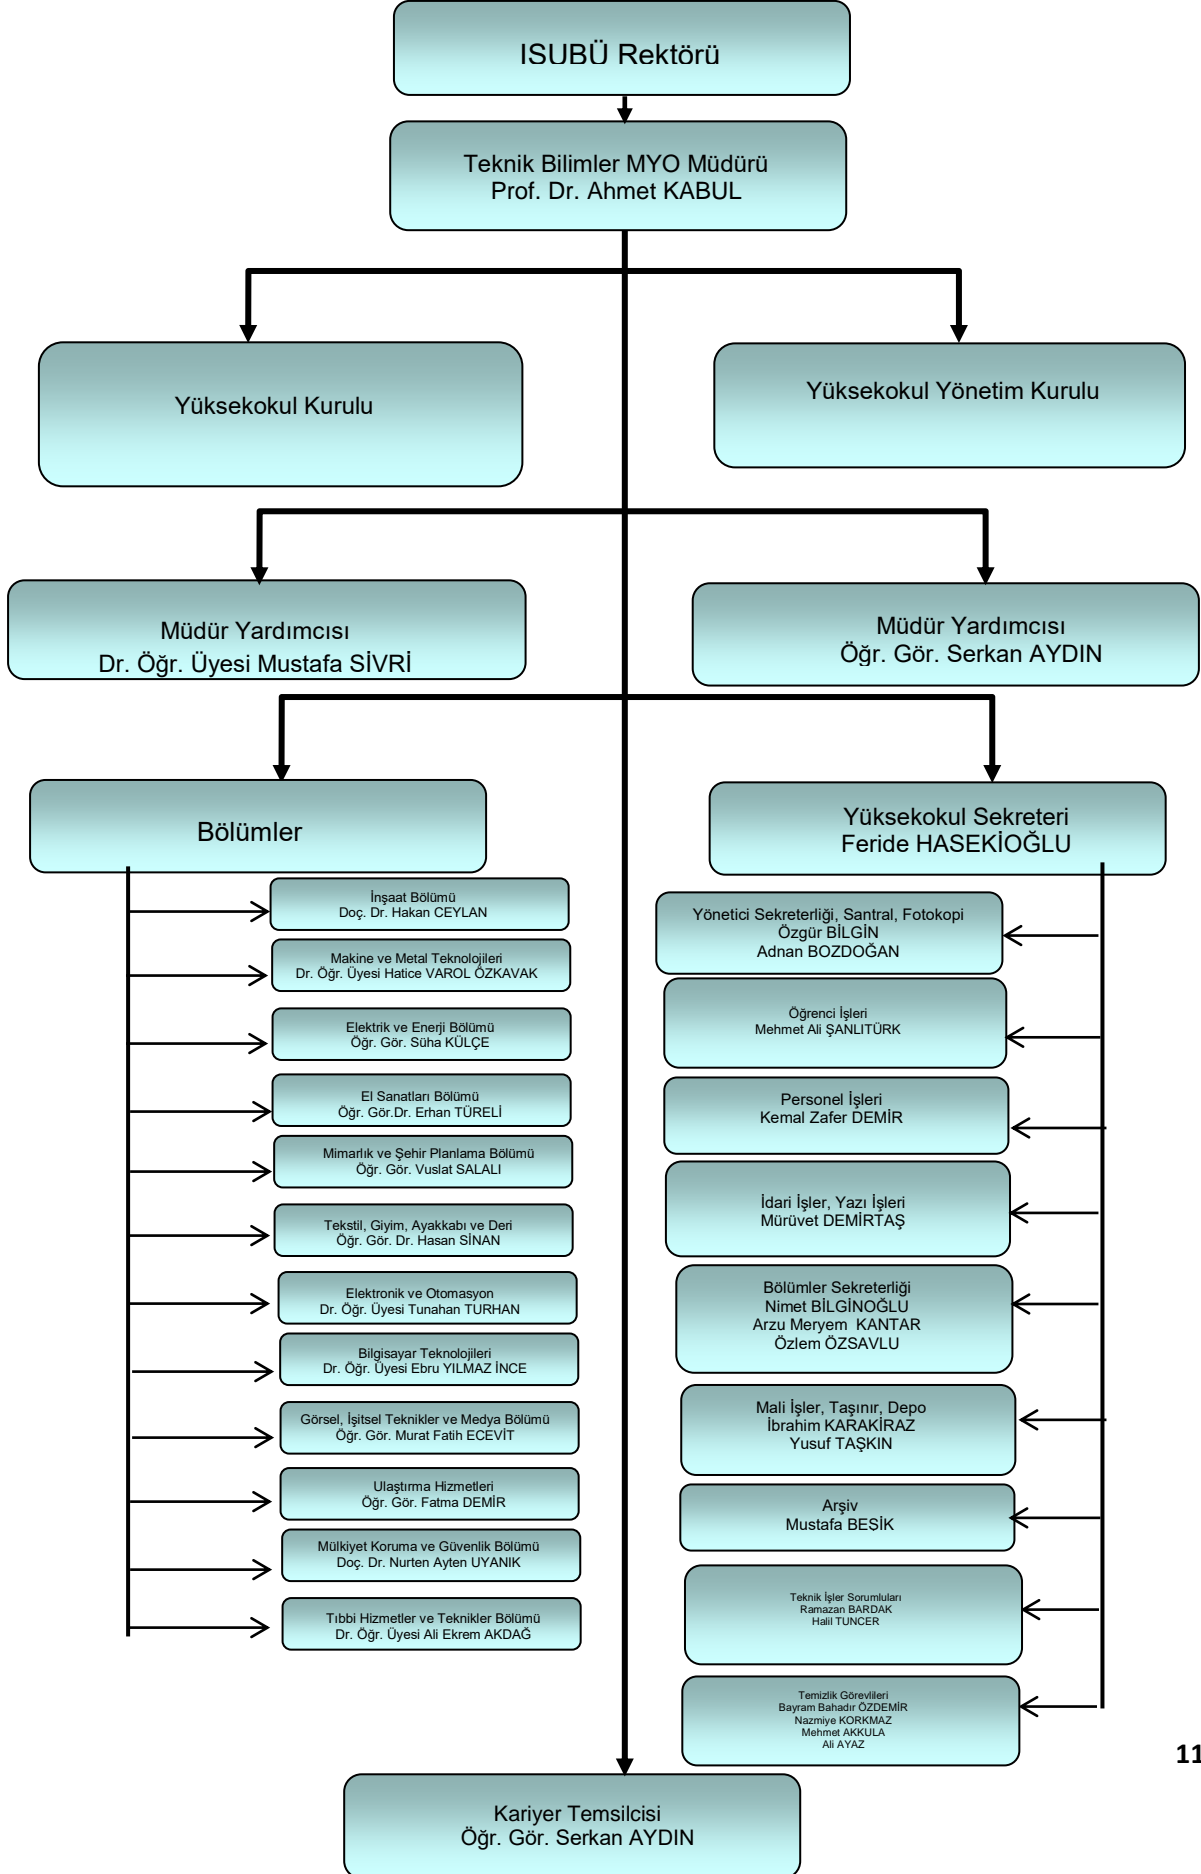 ISUBÜ Rektörü
Teknik Bilimler MYO Müdürü
Prof. Dr. Ahmet KABUL
Yüksekokul Kurulu
Yüksekokul Yönetim Kurulu
Müdür Yardımcısı
Dr. Öğr. Üyesi Mustafa SİVRİ
Müdür Yardımcısı
Öğr. Gör. Serkan AYDIN
Bölümler
İnşaat Bölümü
Doç. Dr. Hakan CEYLAN
Makine ve Metal Teknolojileri
Dr. Öğr. Üyesi Hatice VAROL ÖZKAVAK
Elektrik ve Enerji Bölümü
Öğr. Gör. Süha KÜLÇE
El Sanatları Bölümü
Öğr. Gör.Dr. Erhan TÜRELİ
Mimarlık ve Şehir Planlama Bölümü
Öğr. Gör. Vuslat SALALI
Tekstil, Giyim, Ayakkabı ve Deri
Öğr. Gör. Dr. Hasan SİNAN
Elektronik ve Otomasyon
Dr. Öğr. Üyesi Tunahan TURHAN
Bilgisayar Teknolojileri
Dr. Öğr. Üyesi Ebru YILMAZ İNCE
Görsel, İşitsel Teknikler ve Medya Bölümü
Öğr. Gör. Murat Fatih ECEVİT
Ulaştırma Hizmetleri
Öğr. Gör. Fatma DEMİR
Mülkiyet Koruma ve Güvenlik Bölümü
Doç. Dr. Nurten Ayten UYANIK
Tıbbi Hizmetler ve Teknikler Bölümü
Dr. Öğr. Üyesi Ali Ekrem AKDAĞ
Yüksekokul Sekreteri
Feride HASEKİOĞLU
Yönetici Sekreterliği, Santral, Fotokopi
Özgür BİLGİN
Adnan BOZDOĞAN
Öğrenci İşleri
Mehmet Ali ŞANLITÜRK
Personel İşleri
Kemal Zafer DEMİR
İdari İşler, Yazı İşleri
Mürüvet DEMİRTAŞ
Bölümler Sekreterliği
Nimet BİLGİNOĞLU
Arzu Meryem  KANTAR
Özlem ÖZSAVLU
Mali İşler, Taşınır, Depo
İbrahim KARAKİRAZ
Yusuf TAŞKIN
Arşiv
Mustafa BEŞİK
Teknik İşler Sorumluları
Ramazan BARDAK
Halil TUNCER
Temizlik Görevlileri
Bayram Bahadır ÖZDEMİR
Nazmiye KORKMAZ
Mehmet AKKULA
Ali AYAZ
11
Kariyer Temsilcisi
Öğr. Gör. Serkan AYDIN